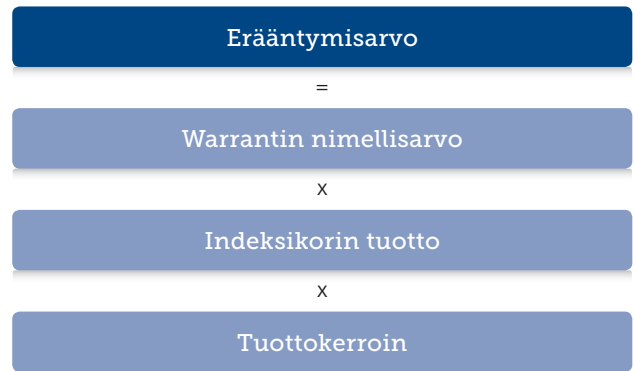 Erääntymisarvo
=
Warrantin nimellisarvo
x
Indeksikorin tuotto
x
Tuottokerroin